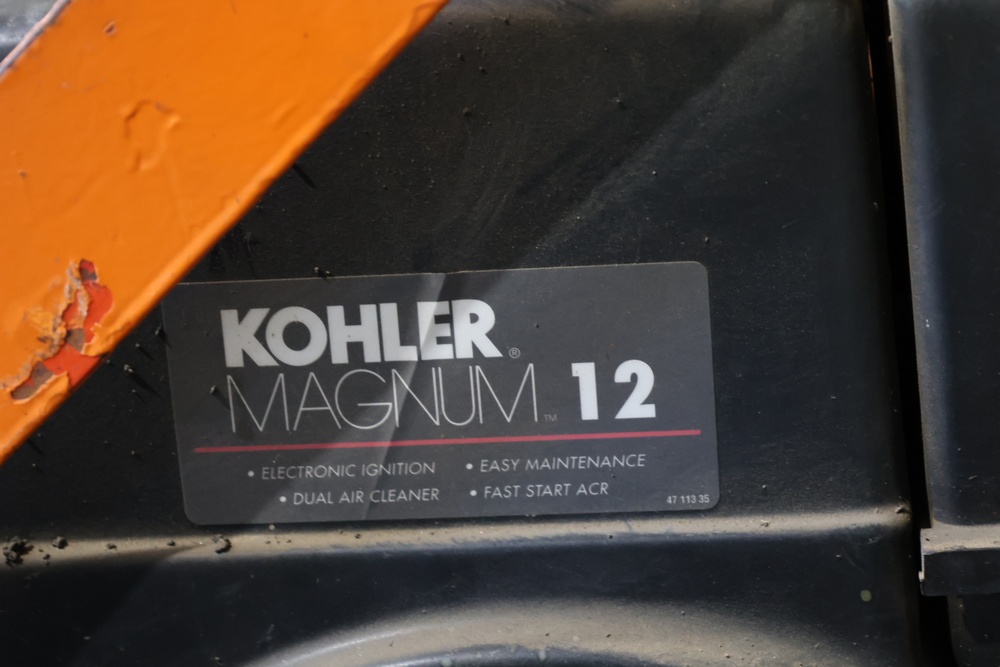 KOHLER®
MAGNUM™ 12
• ELECTRONIC IGNITION • EASY MAINTENANCE
• DUAL AIR CLEANER • FAST START ACR
47 113 35